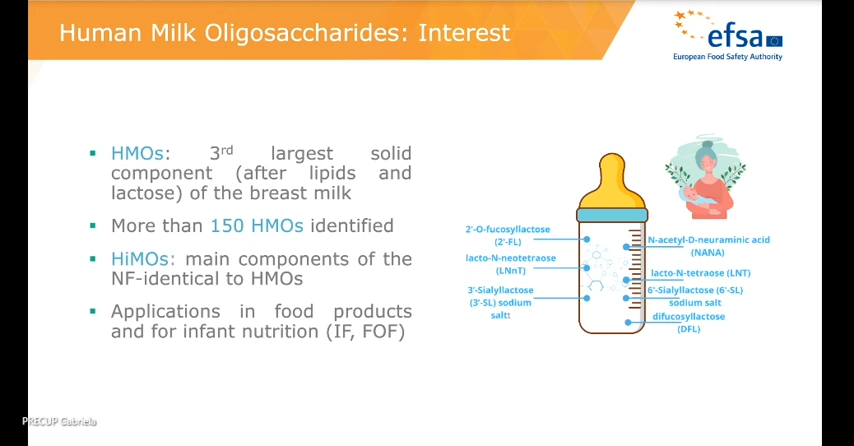 Human Milk Oligosaccharides: Interest
efsa
European Food Safety Authority
▪ HMOs: 3rd largest solid
component (after lipids and
lactose) of the breast milk
▪ More than 150 HMOs identified
▪ HiMOs: main components of the
NF-identical to HMOs
▪ Applications in food products
and for infant nutrition (IF, FOF)
2'-O-fucosyllactose
(2'-FL)
lacto-N-neotetraose
(LNnT)
3'-Sialyllactose
(3'-SL) sodium
salt
N-acetyl-D-neuraminic acid
(NANA)
lacto-N-tetraose (LNT)
6'-Sialyllactose (6'-SL)
sodium salt
difucosyllactose
(DFL)
PRECUP Gabriela